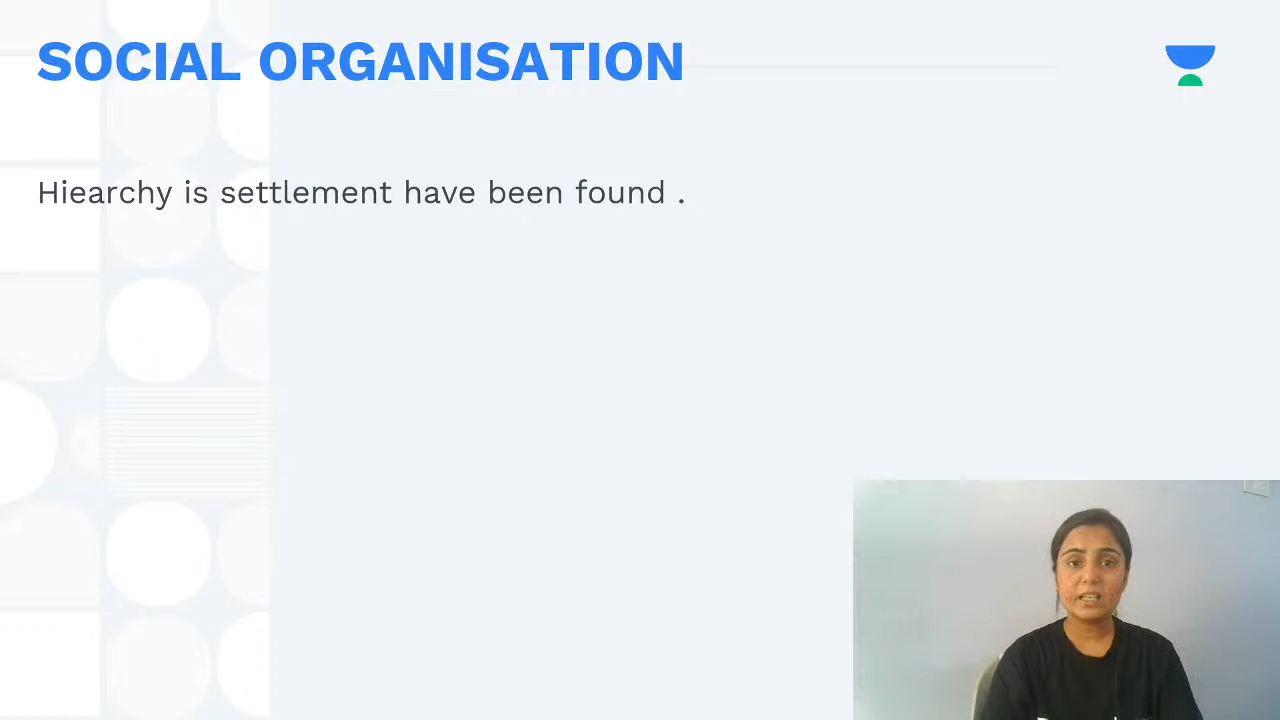 SOCIAL ORGANISATION
Hiearchy is settlement have been found .